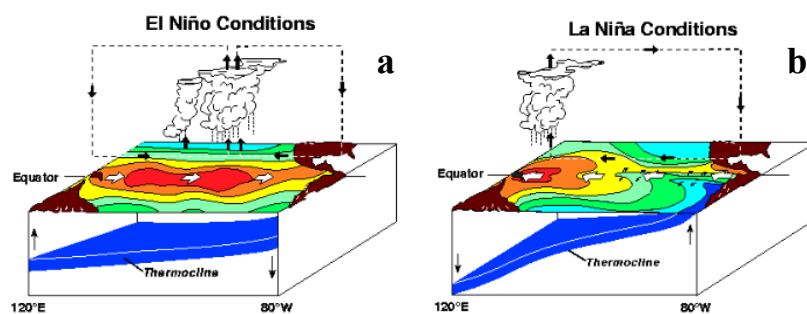 El Niño Conditions
a
Equator
Thermocline
120°E
80°W
La Niña Conditions
b
Equator
Thermocline
120°E
80°W